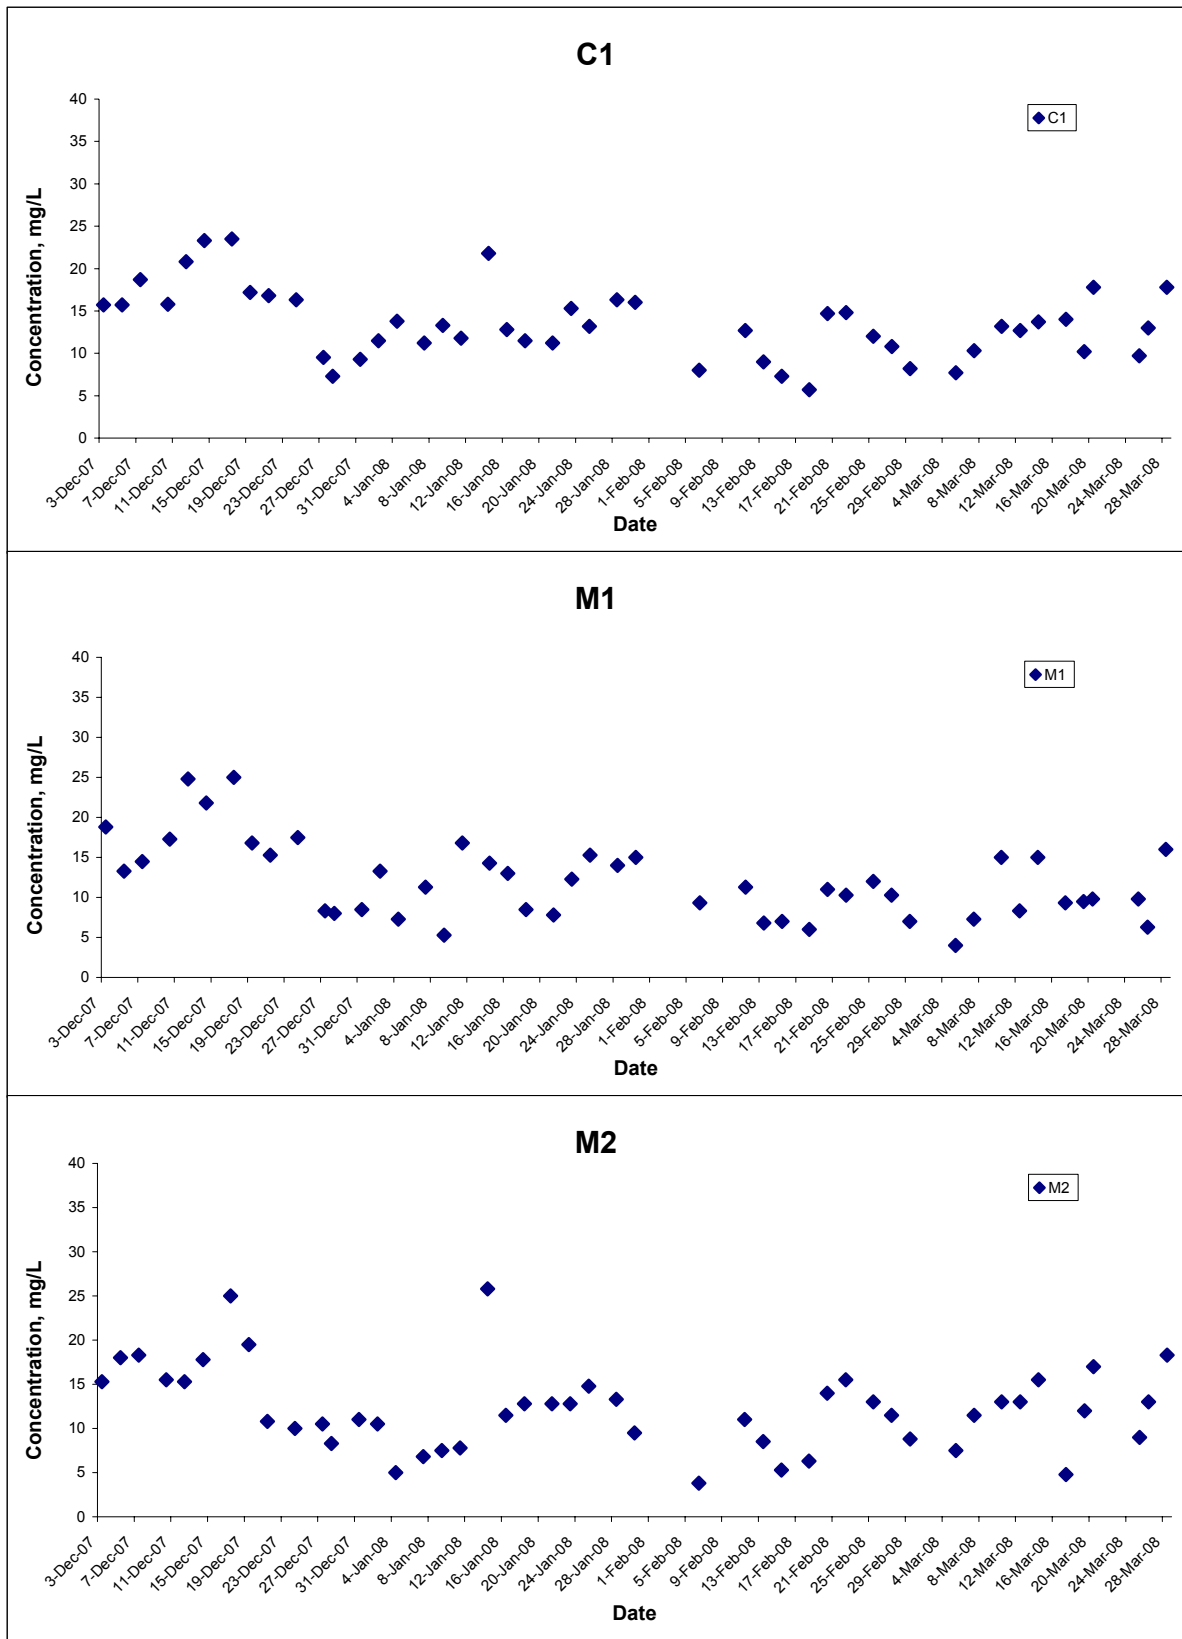 C1
40
35
30
25
20
15
10
5
0
Concentration, mg/L
C1
3-Dec-07
7-Dec-07
11-Dec-07
15-Dec-07
19-Dec-07
23-Dec-07
27-Dec-07
31-Dec-07
4-Jan-08
8-Jan-08
12-Jan-08
16-Jan-08
20-Jan-08
24-Jan-08
28-Jan-08
1-Feb-08
5-Feb-08
9-Feb-08
13-Feb-08
17-Feb-08
21-Feb-08
25-Feb-08
29-Feb-08
4-Mar-08
8-Mar-08
12-Mar-08
16-Mar-08
20-Mar-08
24-Mar-08
28-Mar-08
Date
M1
40
35
30
25
20
15
10
5
0
Concentration, mg/L
M1
3-Dec-07
7-Dec-07
11-Dec-07
15-Dec-07
19-Dec-07
23-Dec-07
27-Dec-07
31-Dec-07
4-Jan-08
8-Jan-08
12-Jan-08
16-Jan-08
20-Jan-08
24-Jan-08
28-Jan-08
1-Feb-08
5-Feb-08
9-Feb-08
13-Feb-08
17-Feb-08
21-Feb-08
25-Feb-08
29-Feb-08
4-Mar-08
8-Mar-08
12-Mar-08
16-Mar-08
20-Mar-08
24-Mar-08
28-Mar-08
Date
M2
40
35
30
25
20
15
10
5
0
Concentration, mg/L
M2
3-Dec-07
7-Dec-07
11-Dec-07
15-Dec-07
19-Dec-07
23-Dec-07
27-Dec-07
31-Dec-07
4-Jan-08
8-Jan-08
12-Jan-08
16-Jan-08
20-Jan-08
24-Jan-08
28-Jan-08
1-Feb-08
5-Feb-08
9-Feb-08
13-Feb-08
17-Feb-08
21-Feb-08
25-Feb-08
29-Feb-08
4-Mar-08
8-Mar-08
12-Mar-08
16-Mar-08
20-Mar-08
24-Mar-08
28-Mar-08
Date